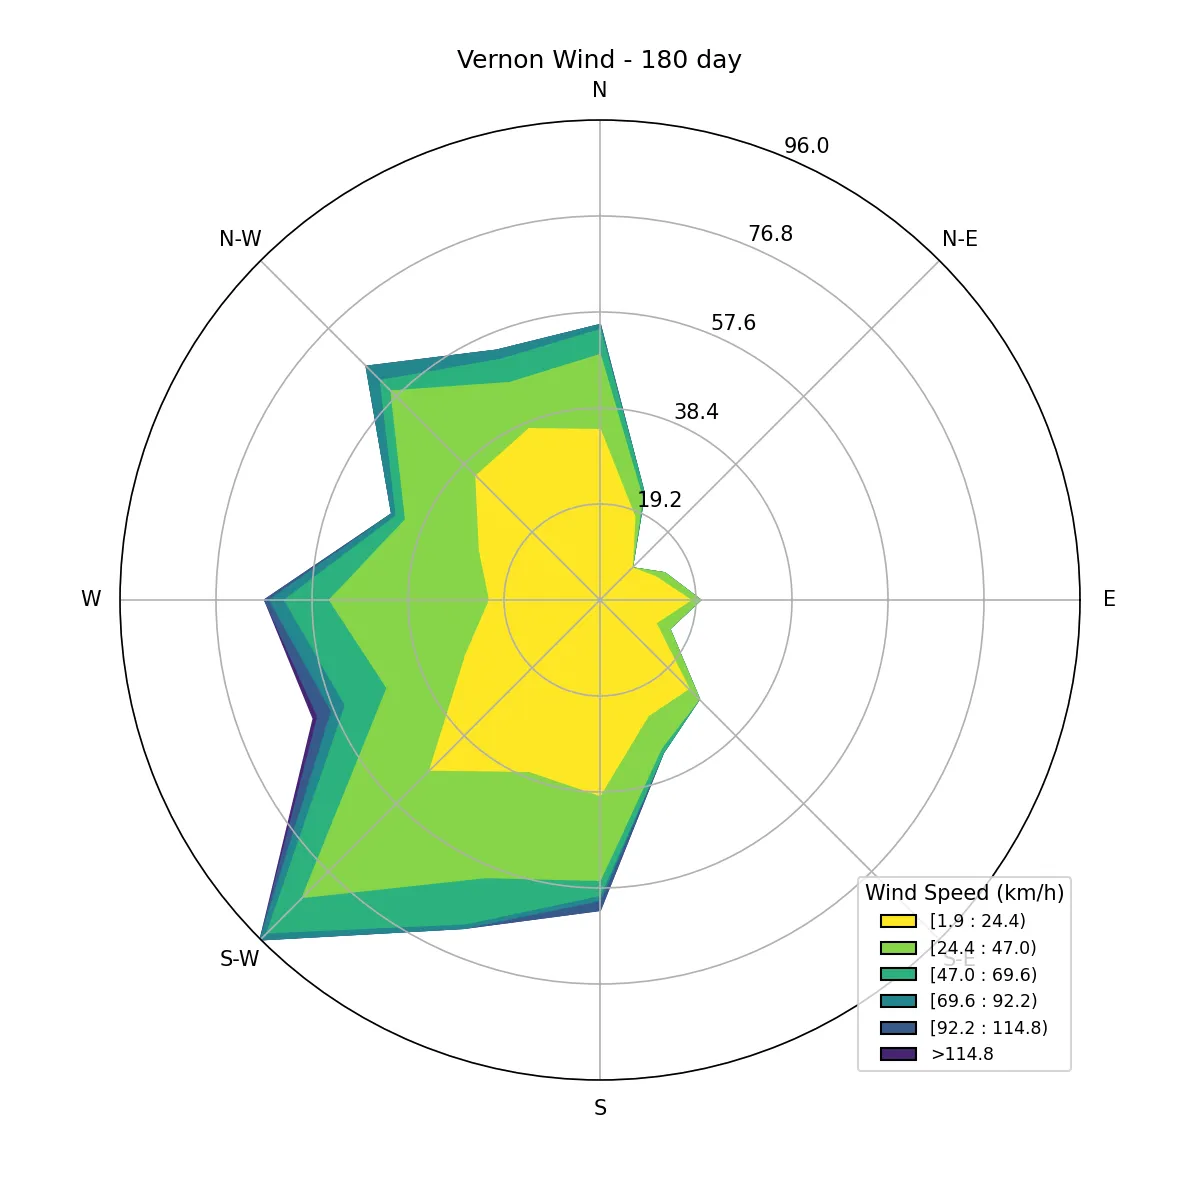 Vernon Wind - 180 day
N
96.0
N-W
76.8
N-E
57.6
38.4
19.2
W
E
Wind Speed (km/h)
[1.9 : 24.4)
[24.4 : 47.0)
S-W
S-E
[47.0 : 69.6)
[69.6 : 92.2)
[92.2 : 114.8)
>114.8
S